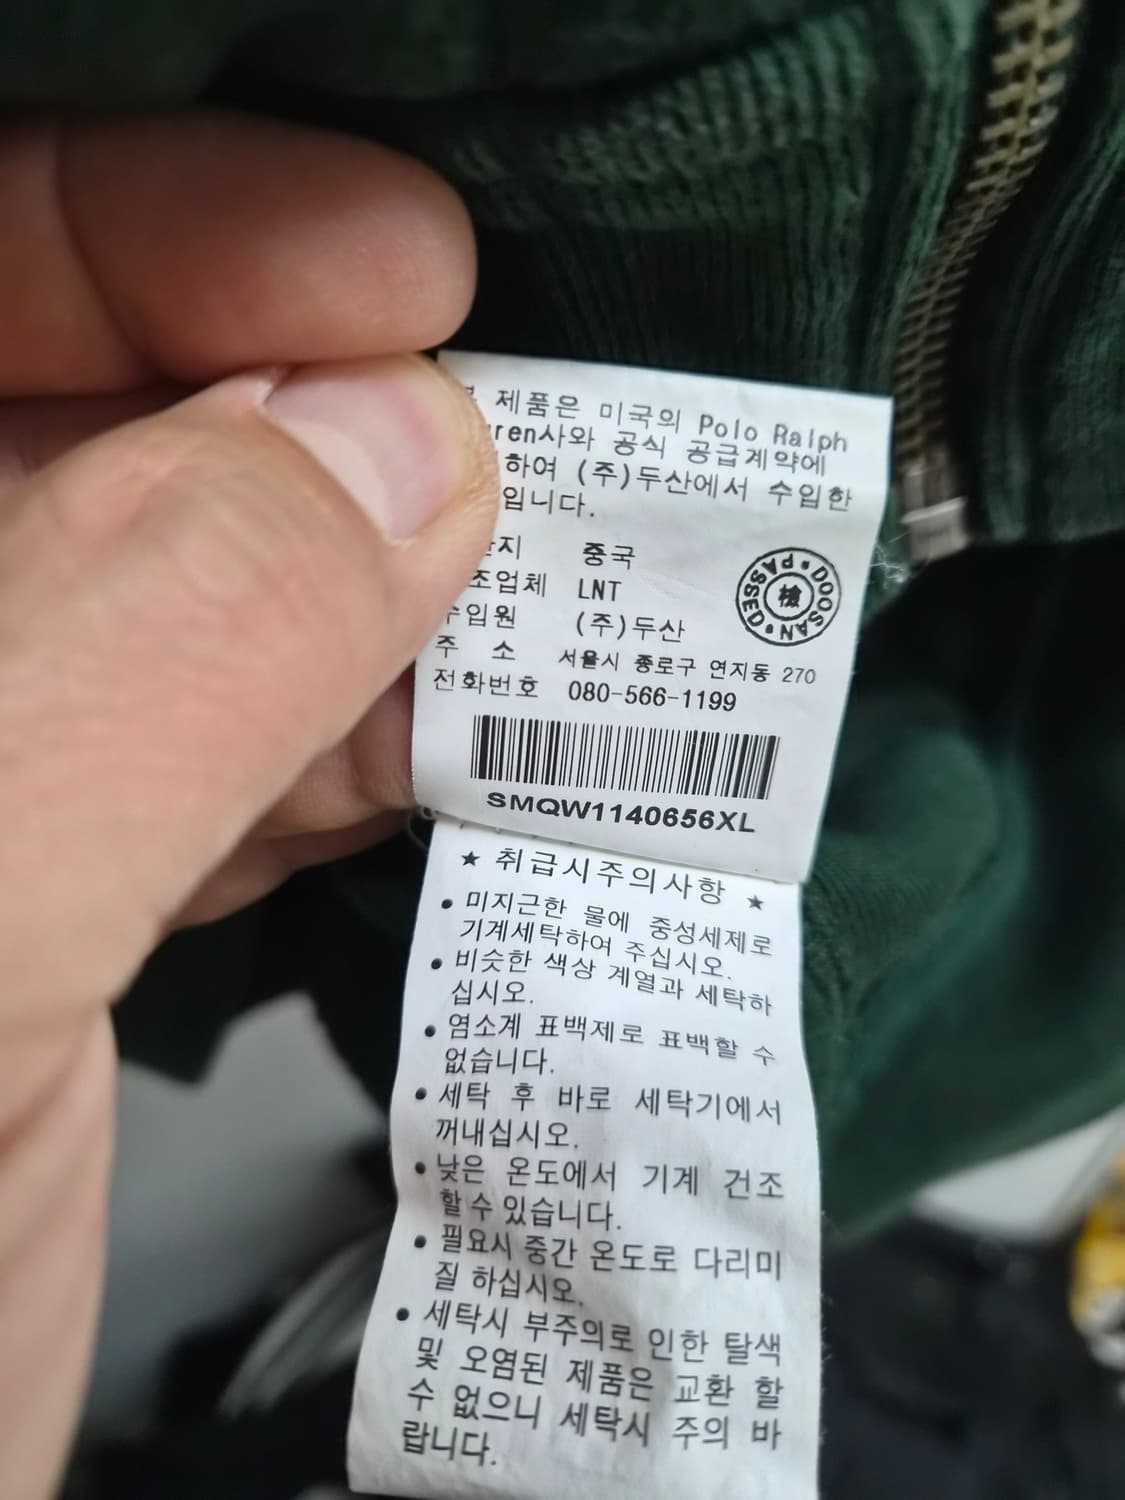 제품은 미국의 Polo Ralph
uren사와 공식 공급계약에
하여 (주)두산에서 수입한
입니다.
지 중국
조업체 LNT
수입원 (주)두산
주 소 서울시 종로구 연지동 270
전화번호 080-566-1199
DOOSAN PASSED
檢
SMQW1140656XL
★ 취급시주의사항 ★
• 미지근한 물에 중성세제로
기계세탁하여 주십시오.
• 비슷한 색상 계열과 세탁하
십시오.
• 염소계 표백제로 표백할 수
없습니다.
• 세탁 후 바로 세탁기에서
꺼내십시오.
• 낮은 온도에서 기계 건조
할 수 있습니다.
• 필요시 중간 온도로 다리미
질 하십시오.
• 세탁시 부주의로 인한 탈색
및 오염된 제품은 교환 할
수 없으니 세탁시 주의 바
랍니다.